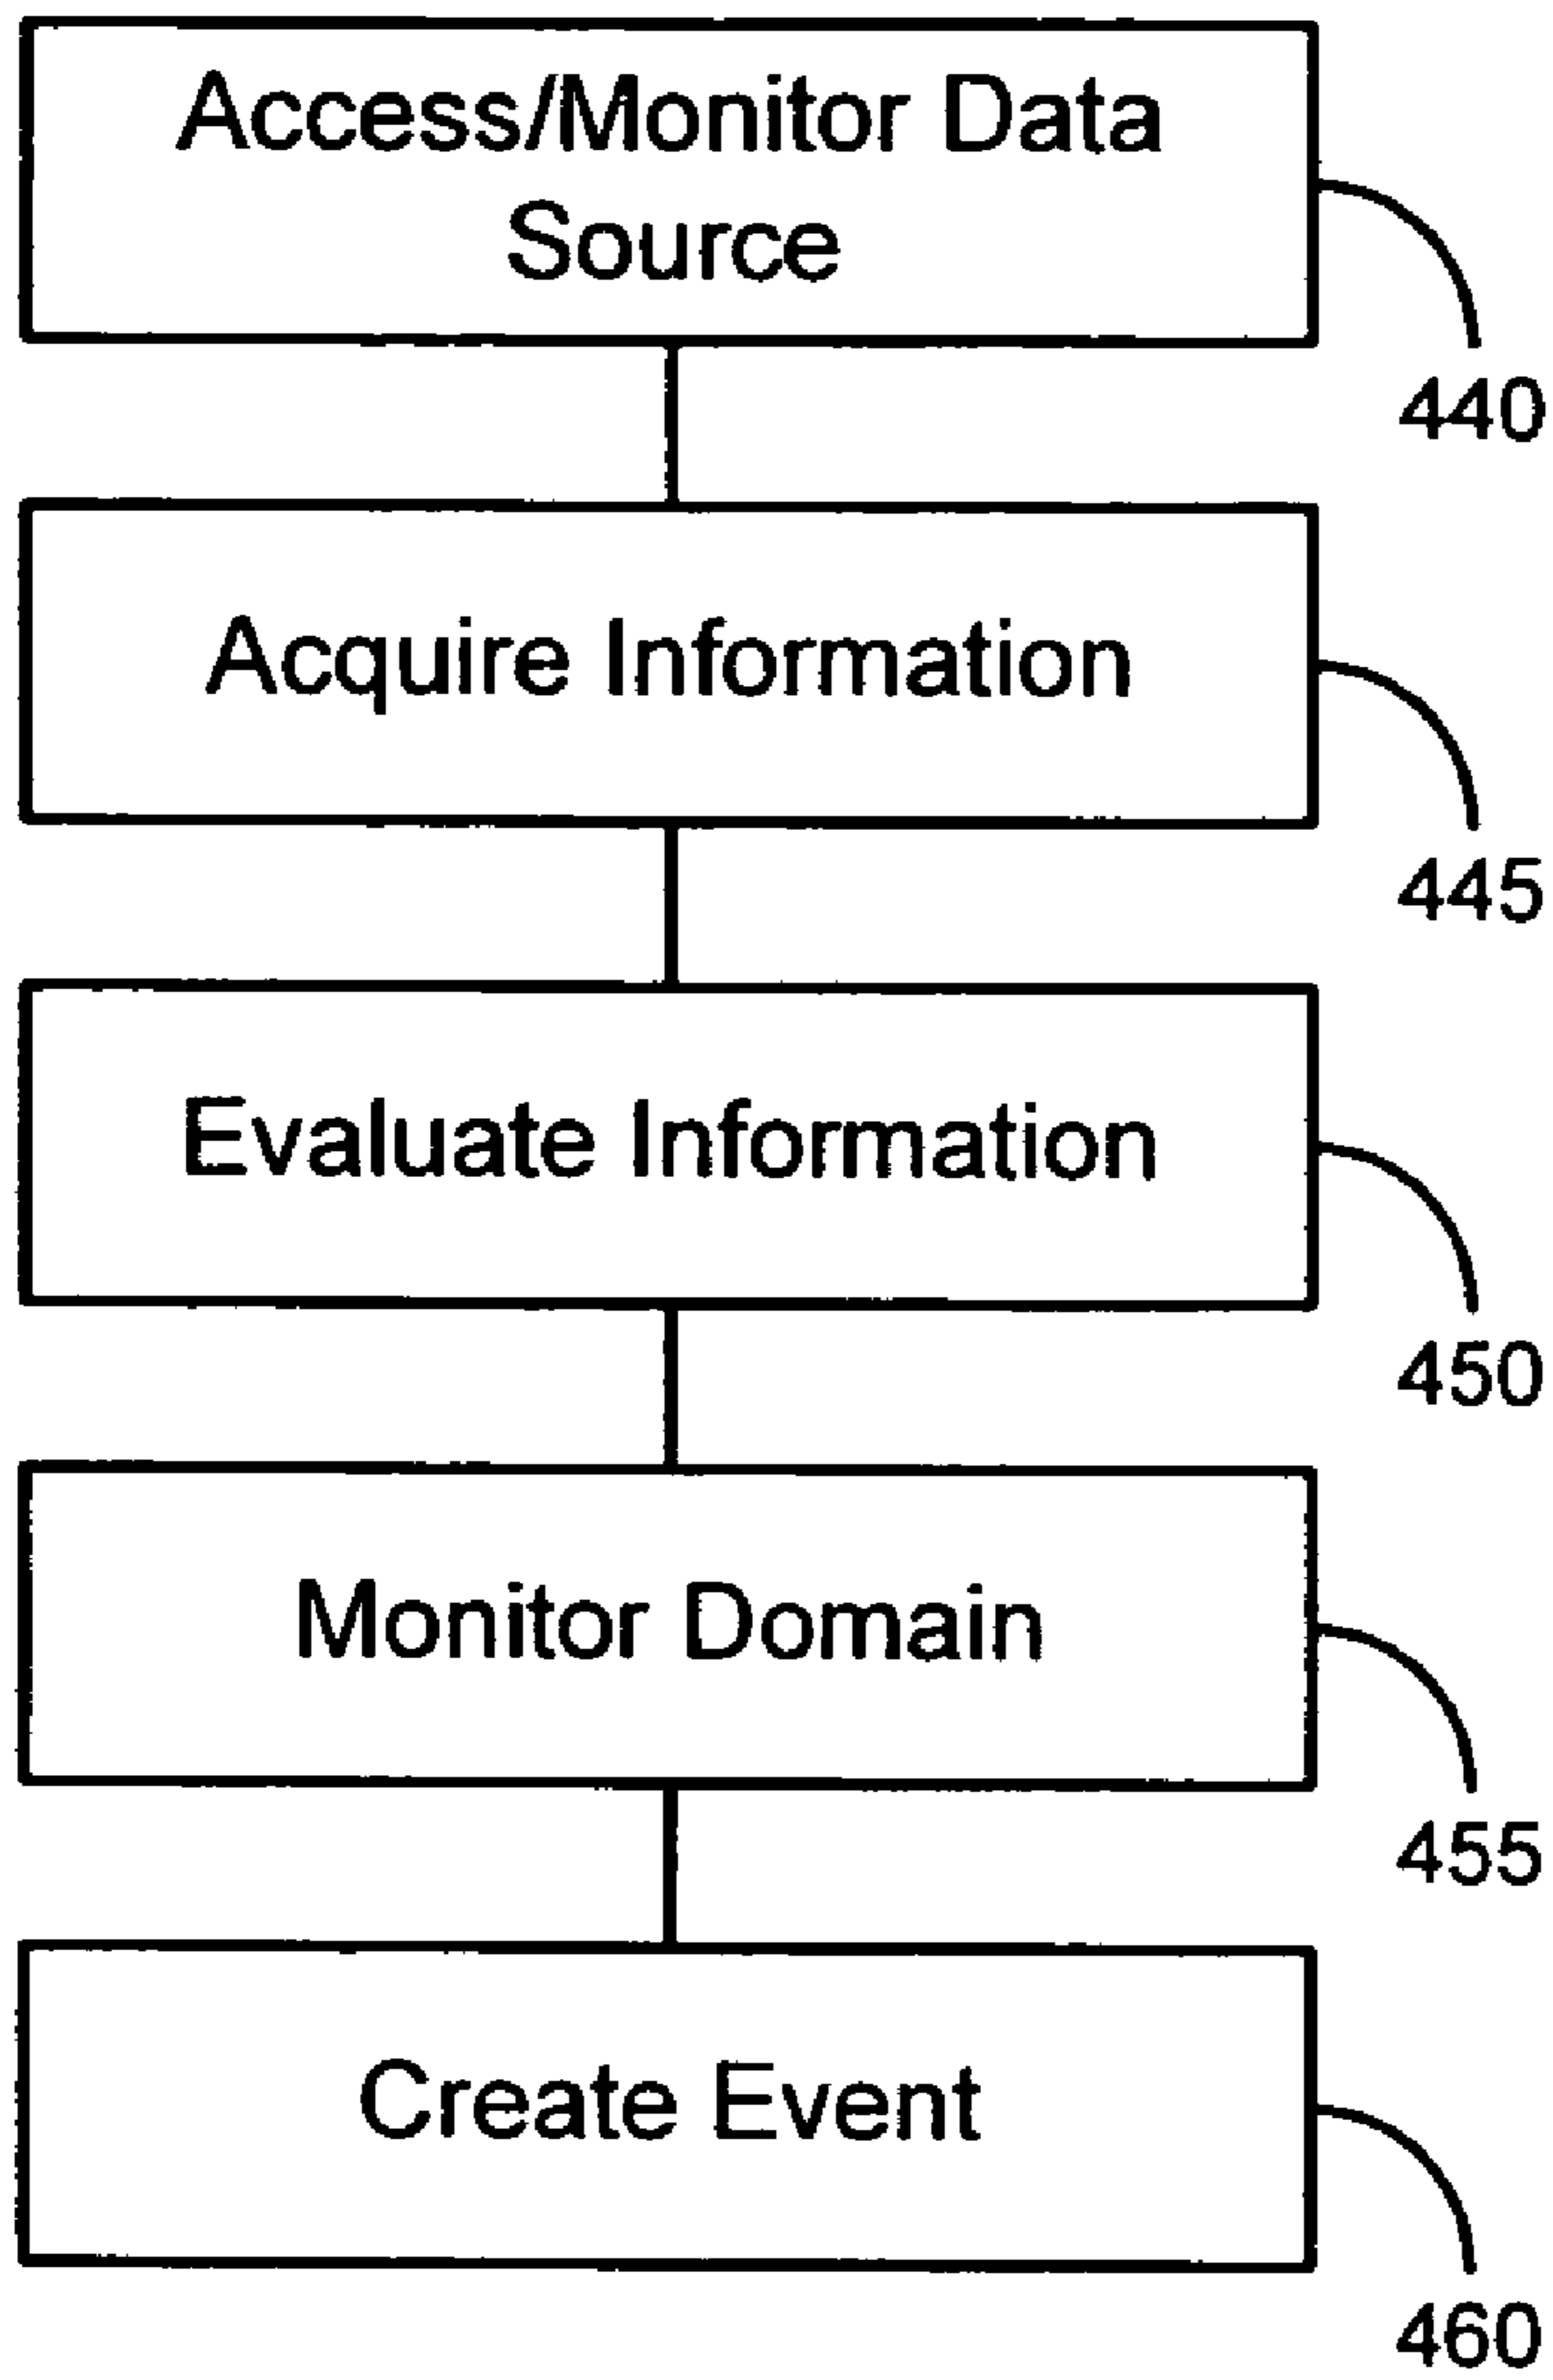 Access/Monitor Data
Source
440
Acquire Information
445
Evaluate Information
450
Monitor Domain
455
Create Event
460